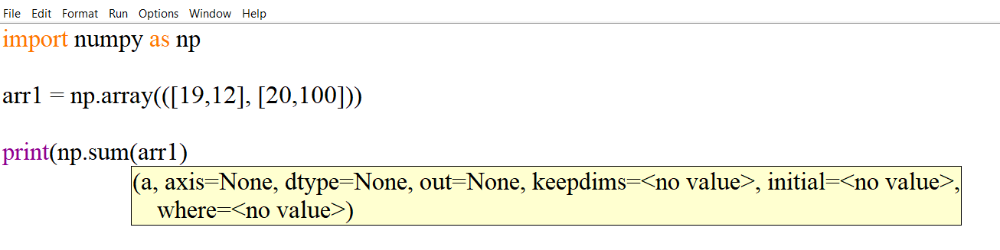 File Edit Format Run Options Window Help
import numpy as np
arr1 = np.array(([19,12], [20,100]))
print(np.sum(arr1)
(a, axis=None, dtype=None, out=None, keepdims=<no value>, initial=<no value>,
where=<no value>)